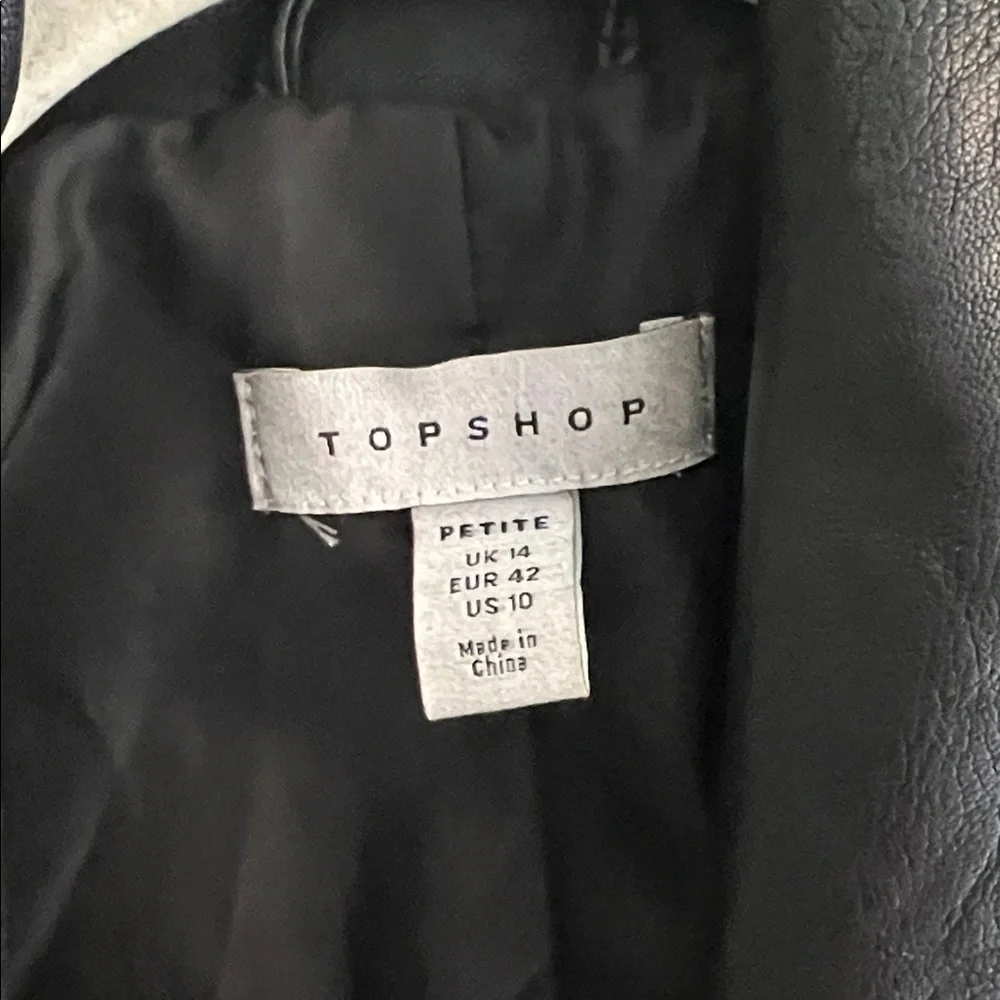 TOPSHOP
PETITE
UK 14
EUR 42
US 10
Made in
China